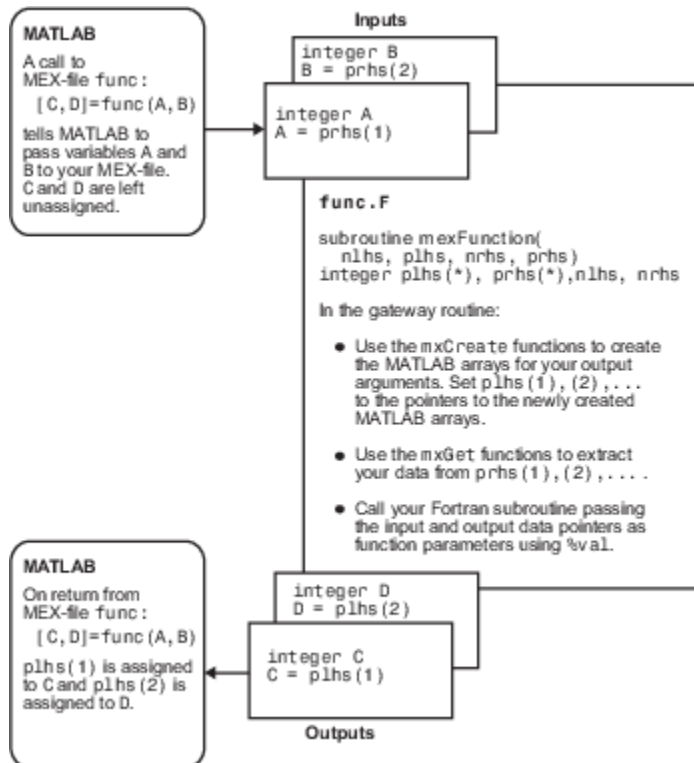 MATLAB
A call to
MEX-file func:
[C,D]=func(A,B)
tells MATLAB to
pass variables A and
B to your MEX-file.
C and D are left
unassigned.
Inputs
integer B
B = prhs(2)
integer A
A = prhs(1)
func.F
subroutine mexFunction(
nlhs, plhs, nrhs, prhs)
integer plhs(*), prhs(*),nlhs, nrhs
In the gateway routine:
● Use the mxCreate functions to create
the MATLAB arrays for your output
arguments. Set plhs(1),(2),...
to the pointers to the newly created
MATLAB arrays.
● Use the mxGet functions to extract
your data from prhs(1),(2),....
● Call your Fortran subroutine passing
the input and output data pointers as
function parameters using %val.
MATLAB
On return from
MEX-file func:
[C,D]=func(A,B)
plhs(1) is assigned
to C and plhs(2) is
assigned to D.
integer D
D = plhs(2)
integer C
C = plhs(1)
Outputs